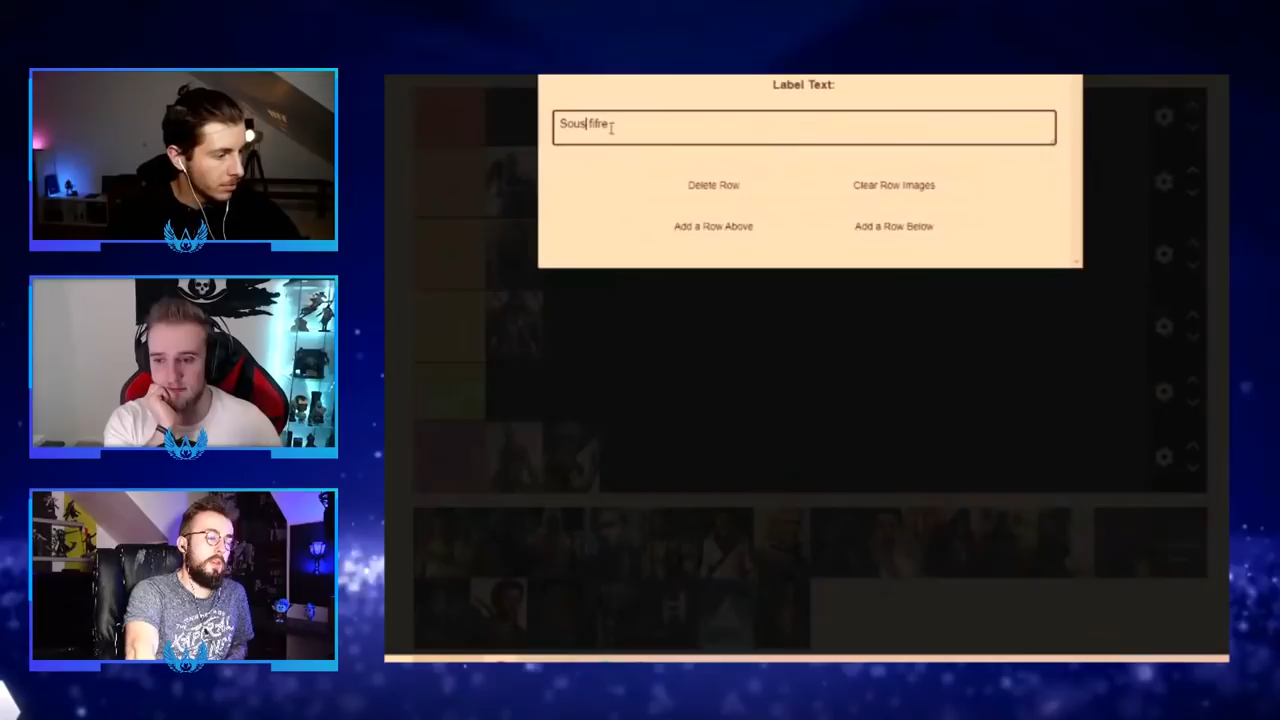 Label Text:
Sous fifre
Delete Row
Clear Row Images
Add a Row Above
Add a Row Below